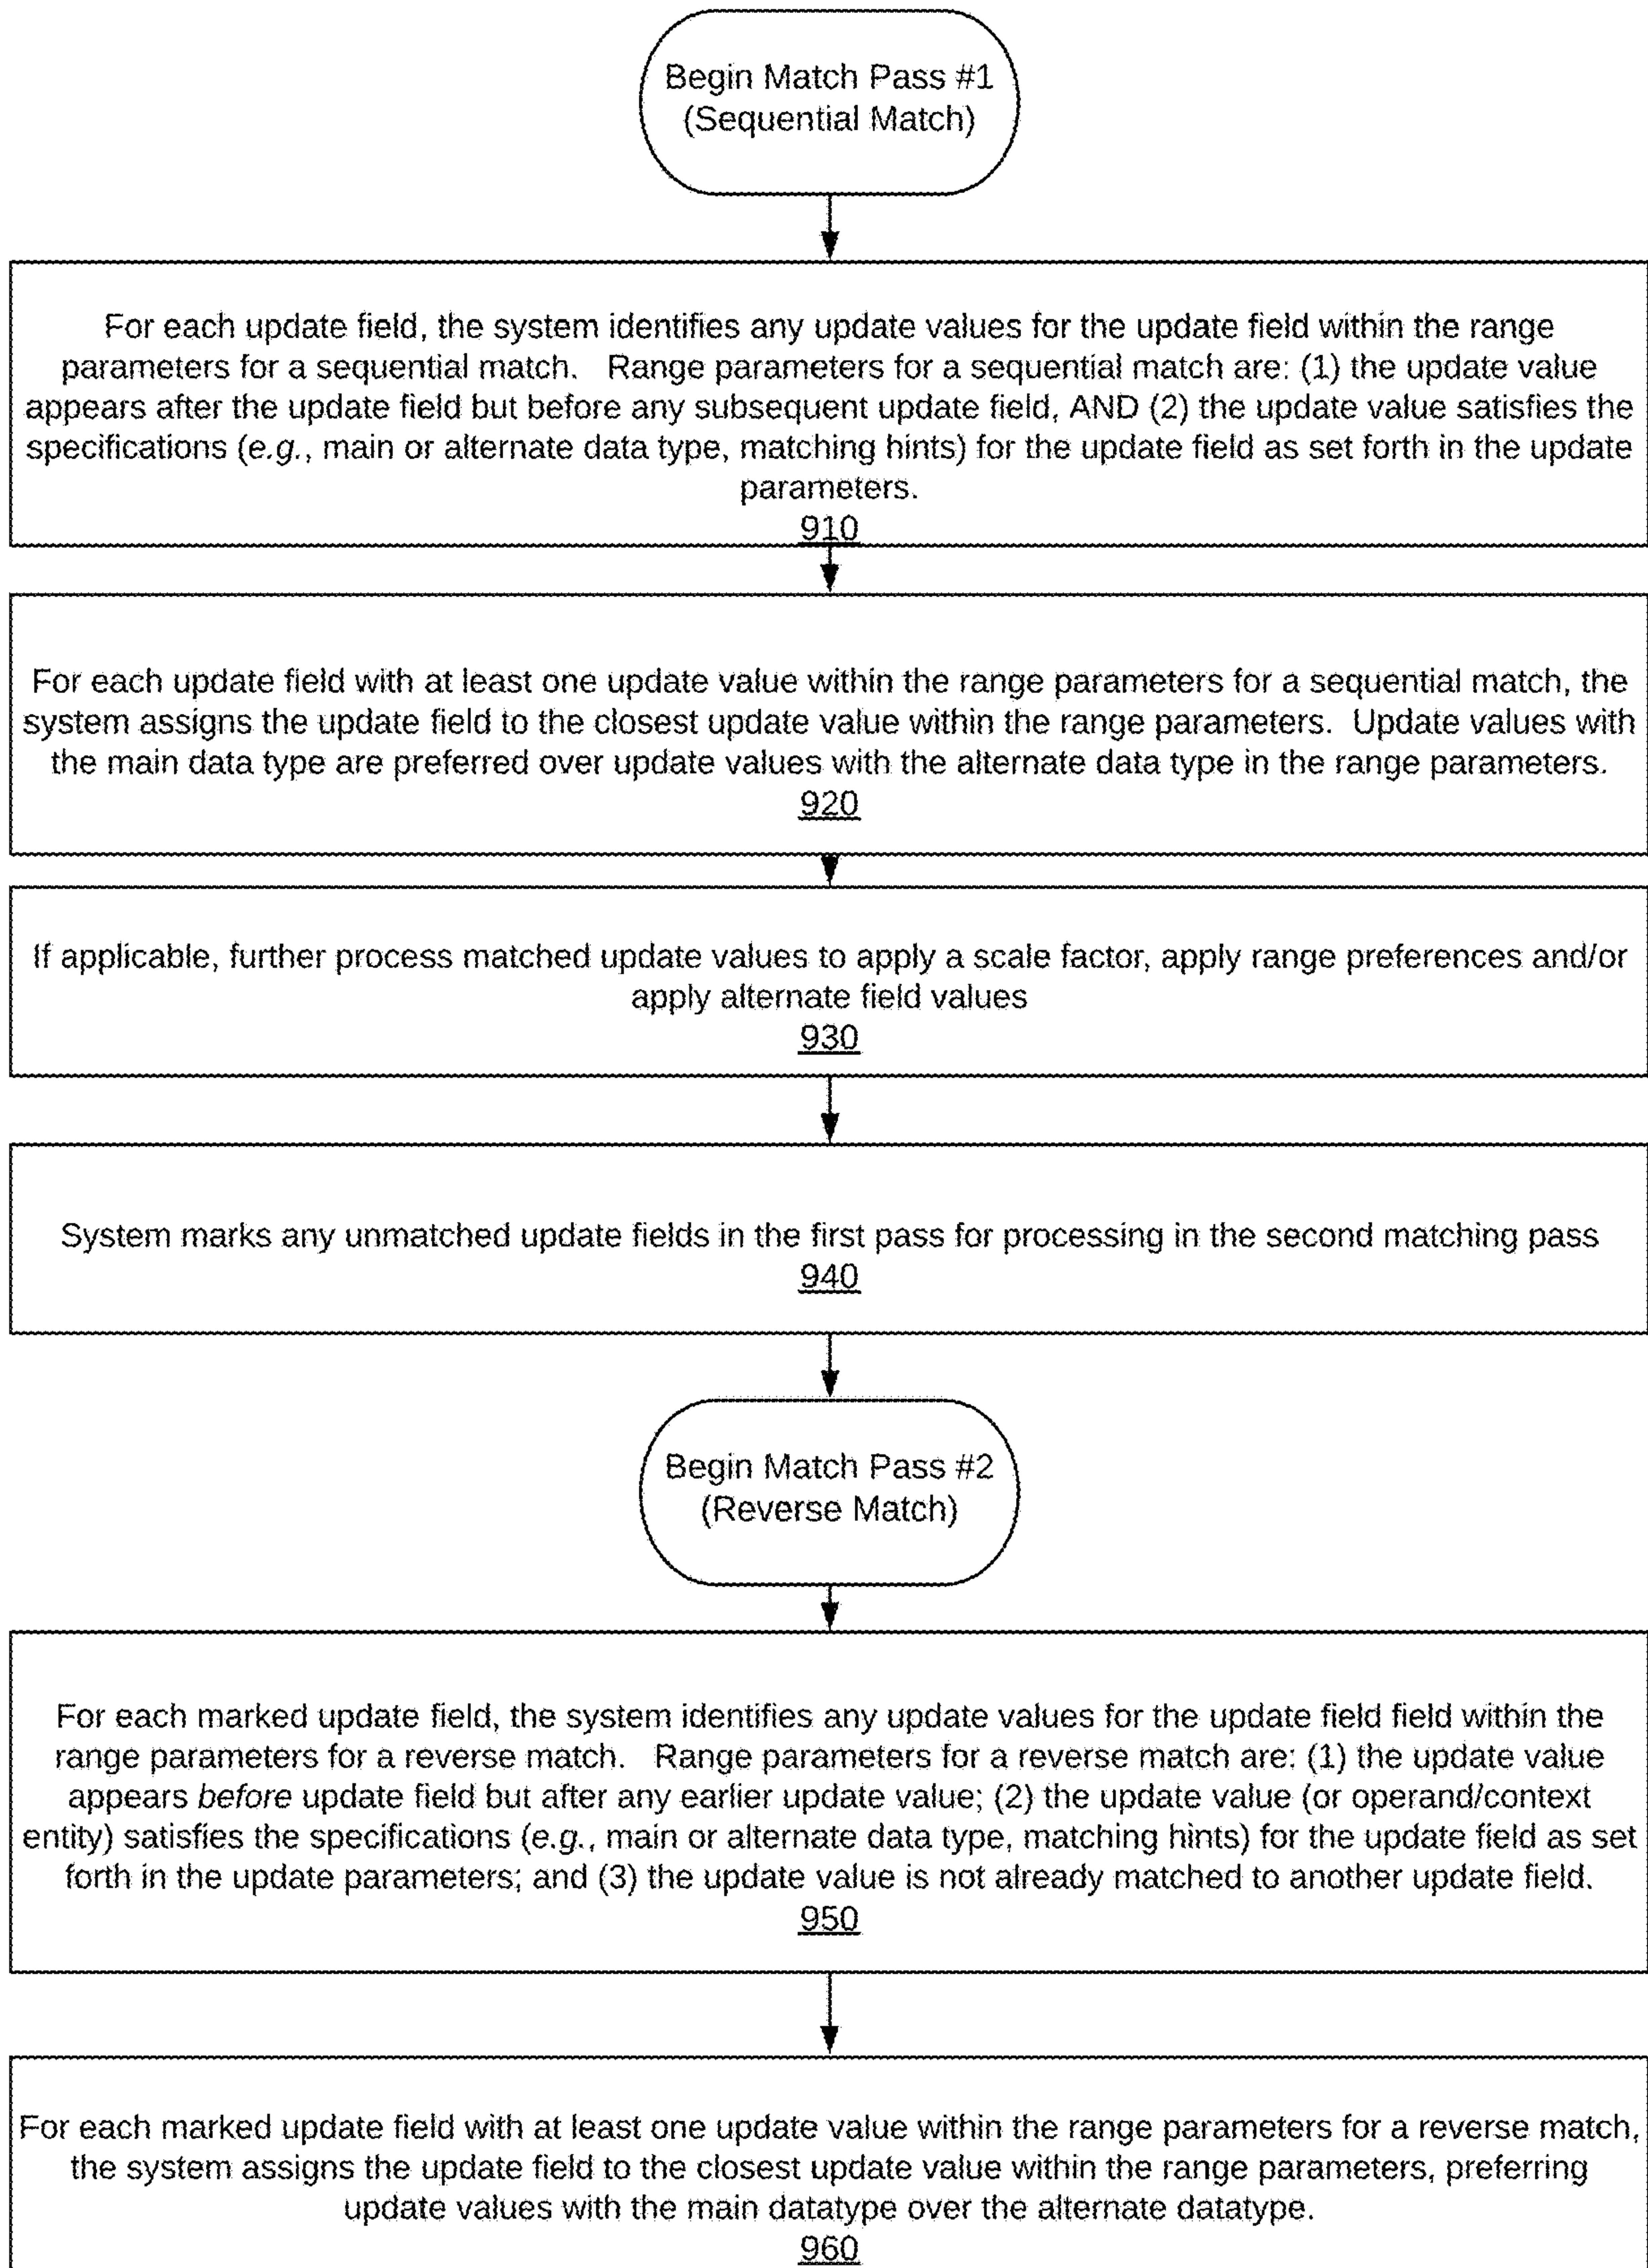 Begin Match Pass #1
(Sequential Match)
For each update field, the system identifies any update values for the update field within the range
parameters for a sequential match.   Range parameters for a sequential match are: (1) the update value
appears after the update field but before any subsequent update field, AND (2) the update value satisfies the
specifications (e.g., main or alternate data type, matching hints) for the update field as set forth in the update
parameters.
910
For each update field with at least one update value within the range parameters for a sequential match, the
system assigns the update field to the closest update value within the range parameters.  Update values with
the main data type are preferred over update values with the alternate data type in the range parameters.
920
If applicable, further process matched update values to apply a scale factor, apply range preferences and/or
apply alternate field values
930
System marks any unmatched update fields in the first pass for processing in the second matching pass
940
Begin Match Pass #2
(Reverse Match)
For each marked update field, the system identifies any update values for the update field field within the
range parameters for a reverse match.   Range parameters for a reverse match are: (1) the update value
appears before update field but after any earlier update value; (2) the update value (or operand/context
entity) satisfies the specifications (e.g., main or alternate data type, matching hints) for the update field as set
forth in the update parameters; and (3) the update value is not already matched to another update field.
950
For each marked update field with at least one update value within the range parameters for a reverse match,
the system assigns the update field to the closest update value within the range parameters, preferring
update values with the main datatype over the alternate datatype.
960